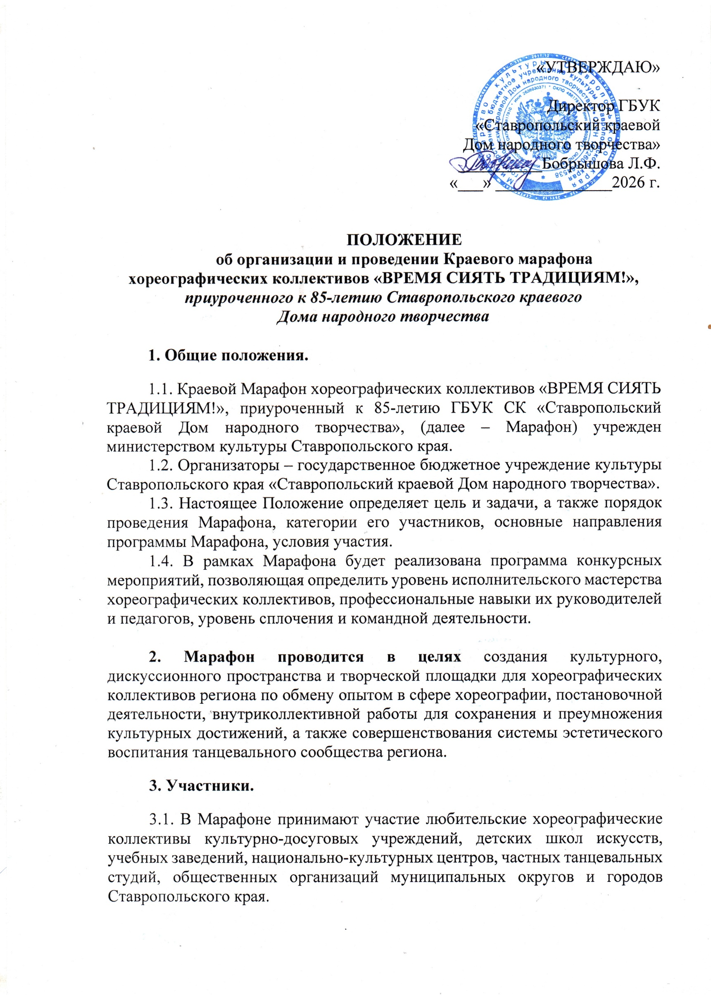 «УТВЕРЖДАЮ»
Директор ГБУК
«Ставропольский краевой
Дом народного творчества»
__________Бобрышова Л.Ф.
«___» ______________2026 г.
ПОЛОЖЕНИЕ
об организации и проведении Краевого марафона
хореографических коллективов «ВРЕМЯ СИЯТЬ ТРАДИЦИЯМ!»,
приуроченного к 85-летию Ставропольского краевого
Дома народного творчества
1. Общие положения.
1.1. Краевой Марафон хореографических коллективов «ВРЕМЯ СИЯТЬ
ТРАДИЦИЯМ!», приуроченный к 85-летию ГБУК СК «Ставропольский
краевой Дом народного творчества», (далее – Марафон) учрежден
министерством культуры Ставропольского края.
1.2. Организаторы – государственное бюджетное учреждение культуры
Ставропольского края «Ставропольский краевой Дом народного творчества».
1.3. Настоящее Положение определяет цель и задачи, а также порядок
проведения Марафона, категории его участников, основные направления
программы Марафона, условия участия.
1.4. В рамках Марафона будет реализована программа конкурсных
мероприятий, позволяющая определить уровень исполнительского мастерства
хореографических коллективов, профессиональные навыки их руководителей
и педагогов, уровень сплочения и командной деятельности.
2. Марафон проводится в целях создания культурного,
дискуссионного пространства и творческой площадки для хореографических
коллективов региона по обмену опытом в сфере хореографии, постановочной
деятельности, внутриколлективной работы для сохранения и преумножения
культурных достижений, а также совершенствования системы эстетического
воспитания танцевального сообщества региона.
3. Участники.
3.1. В Марафоне принимают участие любительские хореографические
коллективы культурно-досуговых учреждений, детских школ искусств,
учебных заведений, национально-культурных центров, частных танцевальных
студий, общественных организаций муниципальных округов и городов
Ставропольского края.